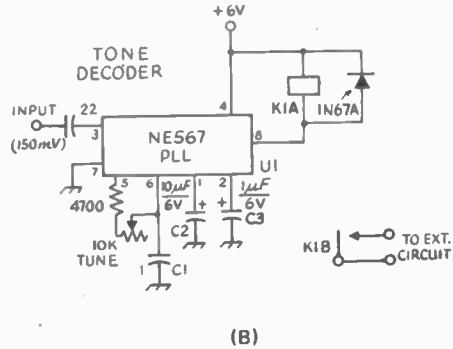 +6V
TONE
DECODER
INPUT
22
(150mV)
3
4
NE567
PLL
8
U1
K1A
1N67A
7
5
6
1
2
4700
10K
TUNE
10µF
6V
+
C2
1µF
6V
+
C3
1
C1
K1B
TO EXT.
CIRCUIT
(B)